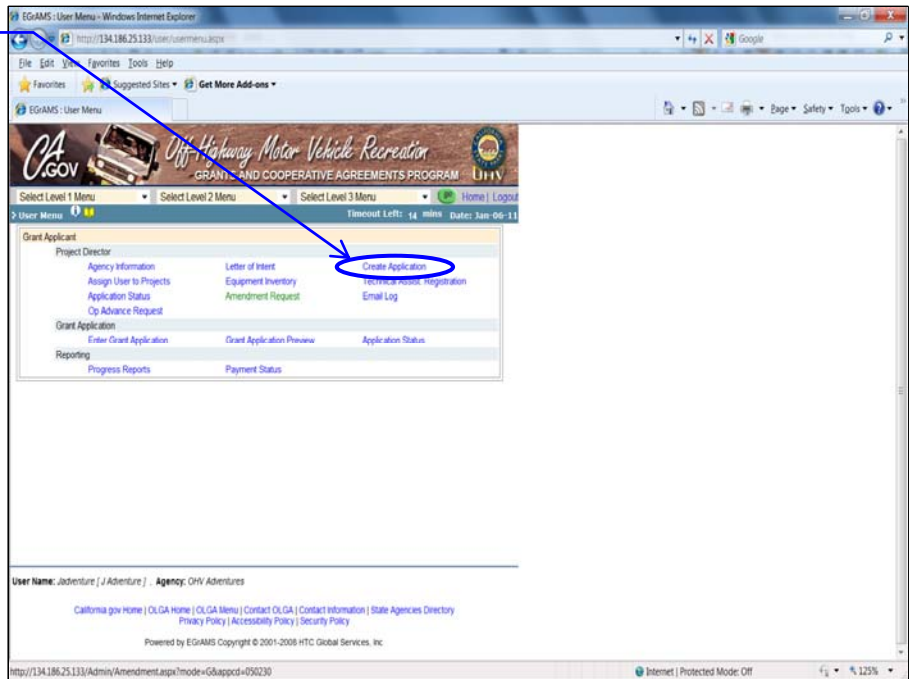 EGrAMS : User Menu - Windows Internet Explorer
http://134.186.25.133/user/usermenu.aspx
Google
File Edit View Favorites Tools Help
Favorites Suggested Sites Get More Add-ons
EGrAMS : User Menu
Page Safety Tools
CA.GOV
Off-Highway Motor Vehicle Recreation
GRANTS AND COOPERATIVE AGREEMENTS PROGRAM
OHV
Select Level 1 Menu Select Level 2 Menu Select Level 3 Menu Home | Logout
> User Menu Timeout Left: 14 mins Date: Jan-06-11
Grant Applicant
Project Director
Agency Information Letter of Intent Create Application
Assign User to Projects Equipment Inventory Technical Assist. Registration
Application Status Amendment Request Email Log
Op Advance Request
Grant Application
Enter Grant Application Grant Application Preview Application Status
Reporting
Progress Reports Payment Status
User Name: Jadventure [ J Adventure ] . Agency: OHV Adventures
California gov Home | OLGA Home | OLGA Menu | Contact OLGA | Contact Information | State Agencies Directory
Privacy Policy | Accessibility Policy | Security Policy
Powered by EGrAMS Copyright © 2001-2008 HTC Global Services, Inc
http://134.186.25.133/Admin/Amendment.aspx?mode=G&appcd=050230
Internet | Protected Mode: Off
125%